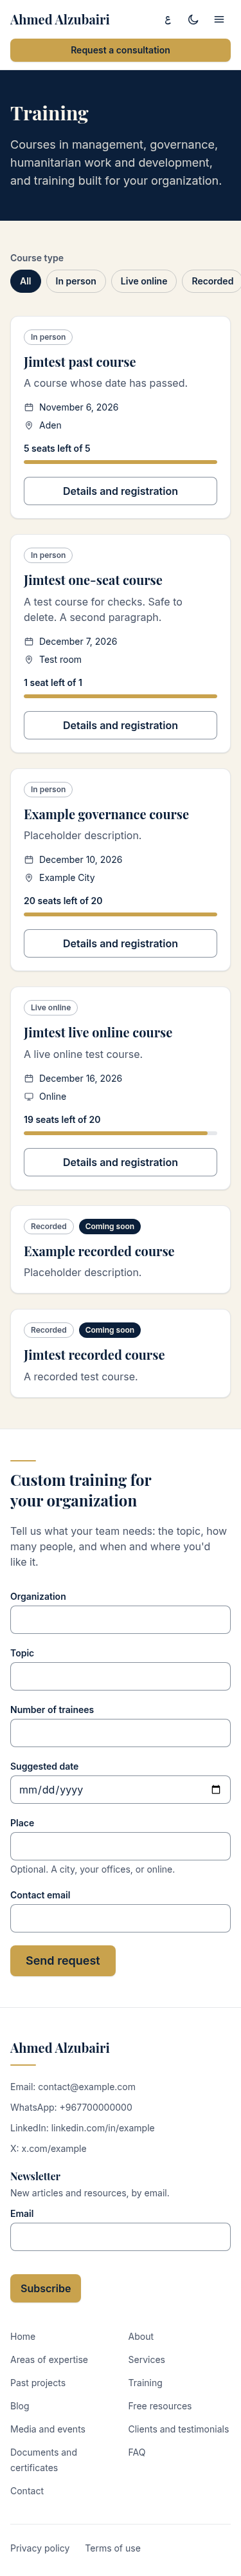 Ahmed Alzubairi
ع
Request a consultation
Training
Courses in management, governance,
humanitarian work and development,
and training built for your organization.
Course type
All
In person
Live online
Recorded
In person
Jimtest past course
A course whose date has passed.
November 6, 2026
Aden
5 seats left of 5
Details and registration
In person
Jimtest one-seat course
A test course for checks. Safe to
delete. A second paragraph.
December 7, 2026
Test room
1 seat left of 1
Details and registration
In person
Example governance course
Placeholder description.
December 10, 2026
Example City
20 seats left of 20
Details and registration
Live online
Jimtest live online course
A live online test course.
December 16, 2026
Online
19 seats left of 20
Details and registration
Recorded
Coming soon
Example recorded course
Placeholder description.
Recorded
Coming soon
Jimtest recorded course
A recorded test course.
Custom training for
your organization
Tell us what your team needs: the topic, how
many people, and when and where you'd
like it.
Organization
Topic
Number of trainees
Suggested date
mm/dd/yyyy
Place
Optional. A city, your offices, or online.
Contact email
Send request
Ahmed Alzubairi
Email: contact@example.com
WhatsApp: +967700000000
LinkedIn: linkedin.com/in/example
X: x.com/example
Newsletter
New articles and resources, by email.
Email
Subscribe
Home
About
Areas of expertise
Services
Past projects
Training
Blog
Free resources
Media and events
Clients and testimonials
Documents and
certificates
FAQ
Contact
Privacy policy
Terms of use